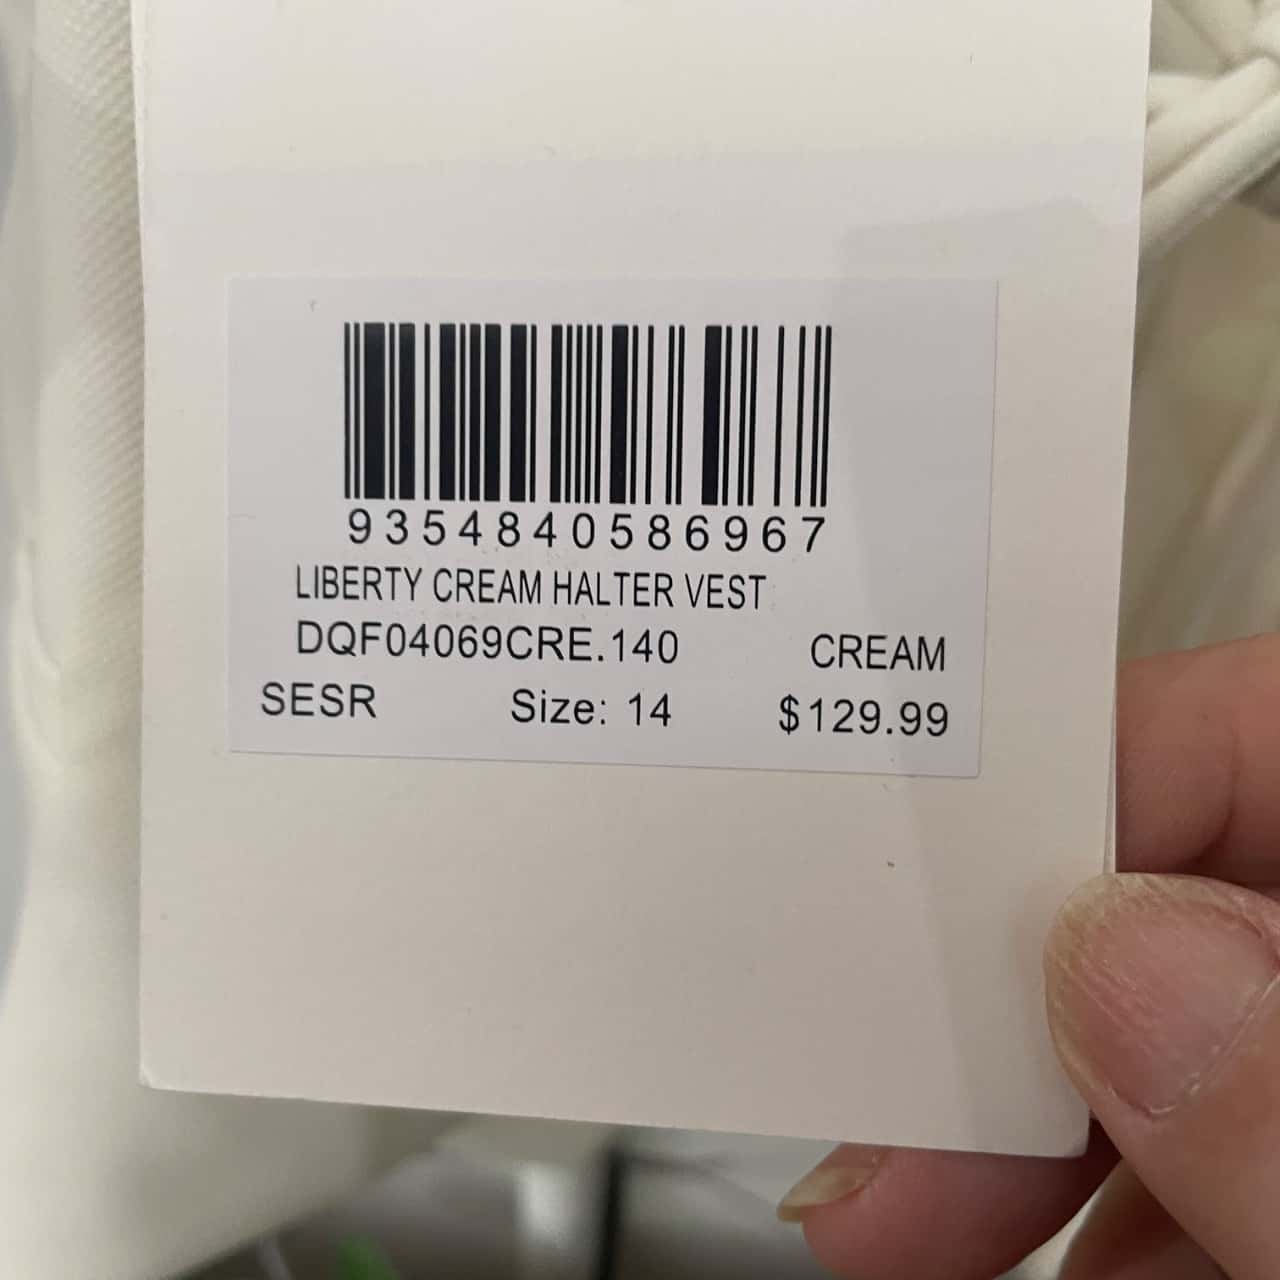 9354840586967
LIBERTY CREAM HALTER VEST
DQF04069CRE.140 CREAM
SESR Size: 14 $129.99